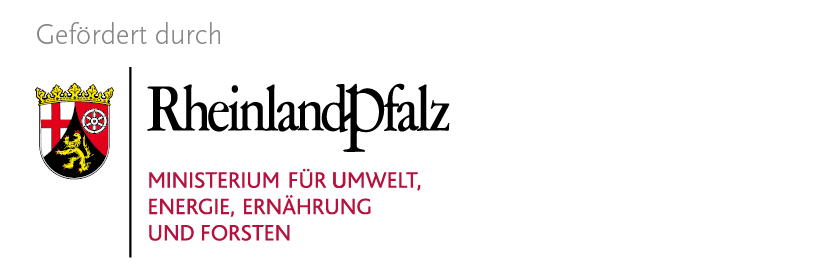 Gefördert durch
RheinlandPfalz
MINISTERIUM FÜR UMWELT,
ENERGIE, ERNÄHRUNG
UND FORSTEN